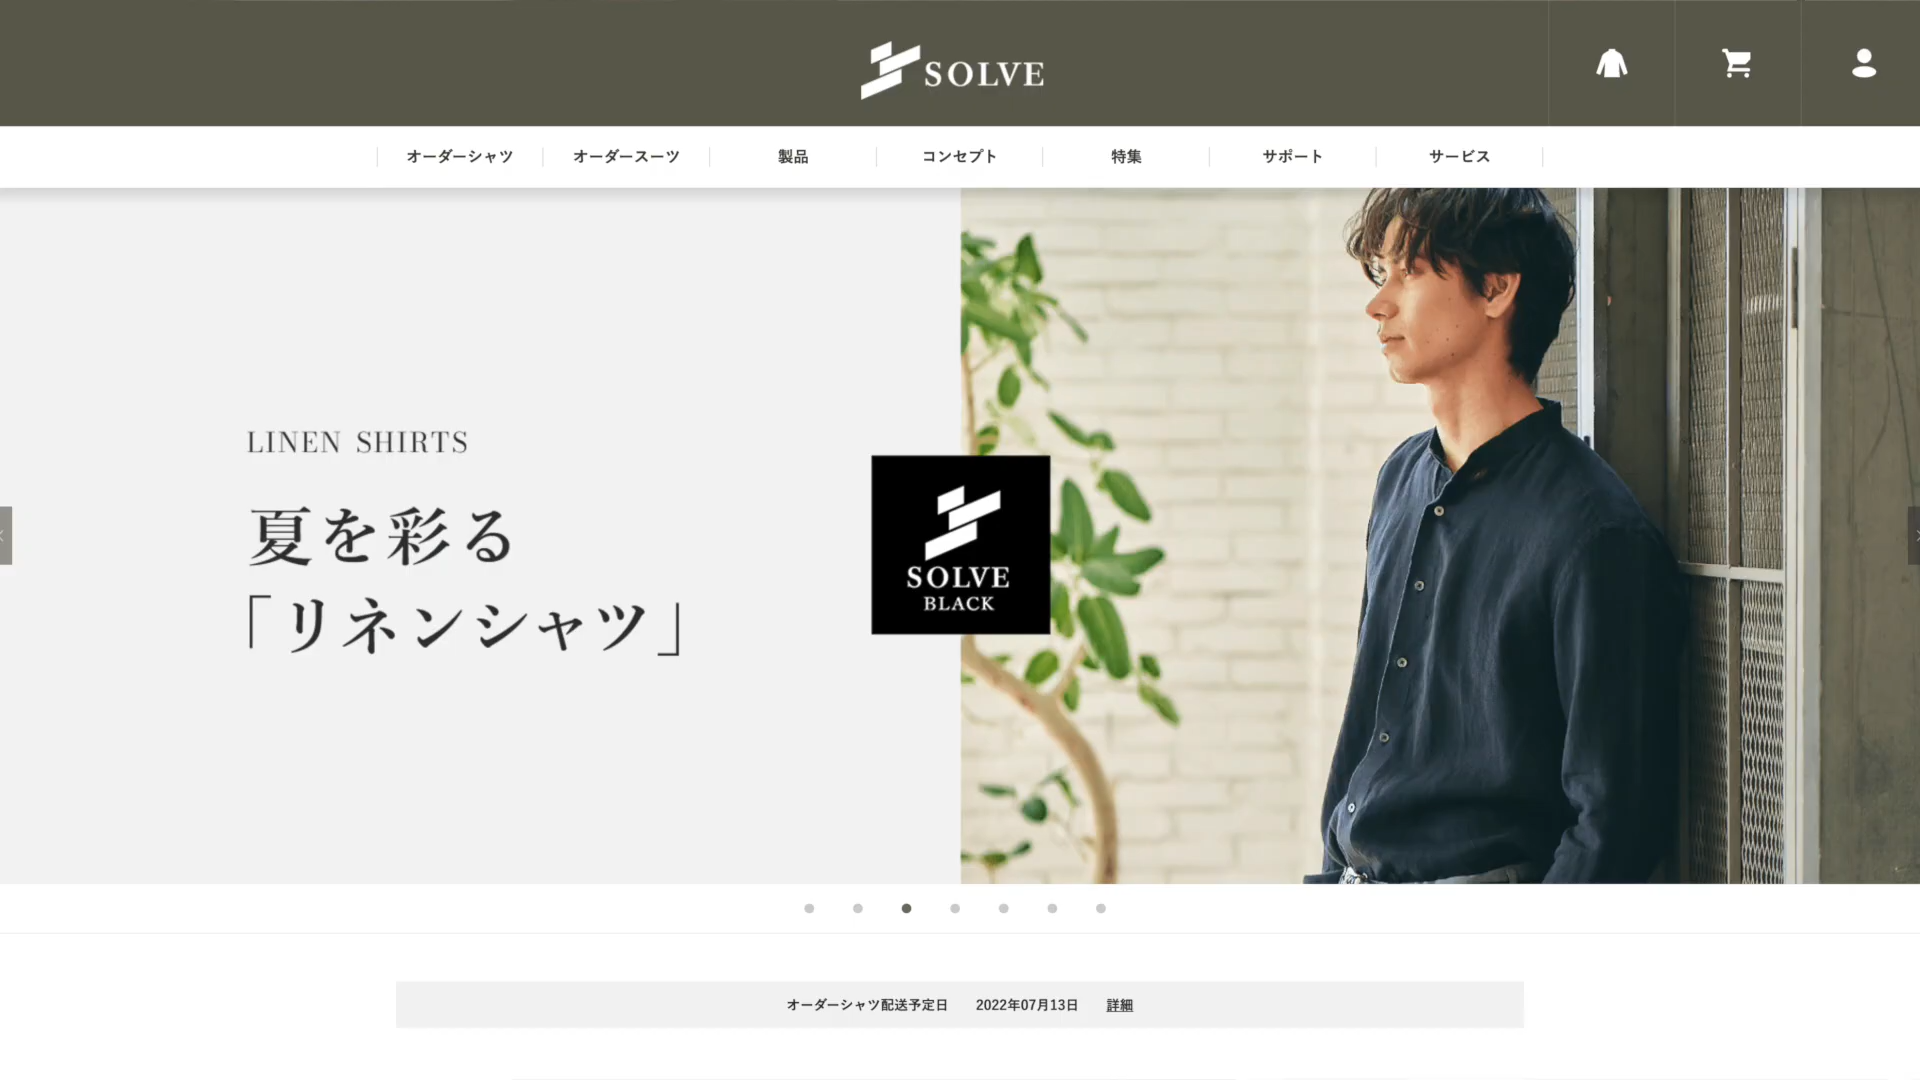 SOLVE
オーダーシャツ
オーダースーツ
製品
コンセプト
特集
サポート
サービス
LINEN SHIRTS
夏を彩る
「リネンシャツ」
SOLVE
BLACK
オーダーシャツ配送予定日 2022年07月13日 詳細